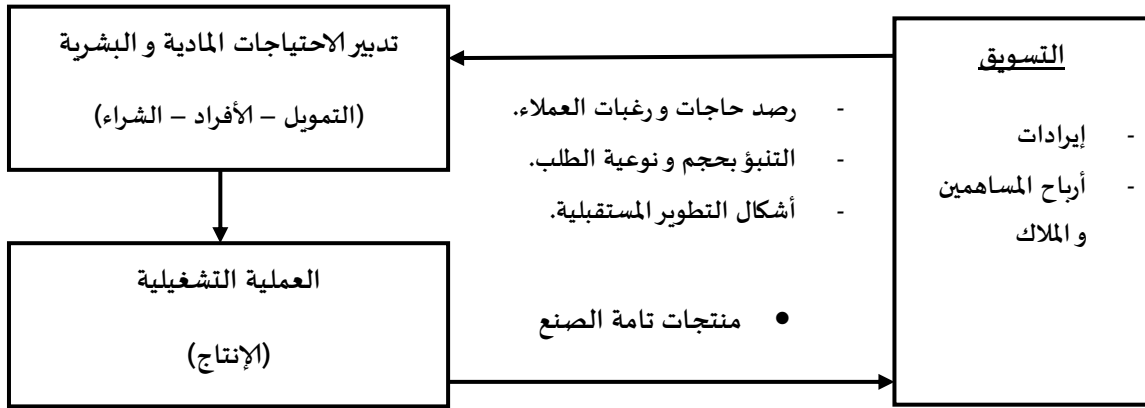 التسويق
- إيرادات
- أرباح المساهمين
و الملاك
تدبير الاحتياجات المادية و البشرية
(التمويل – الأفراد – الشراء)
- رصد حاجات و رغبات العملاء.
- التنبؤ بحجم و نوعية الطلب.
- أشكال التطوير المستقبلية.
العملية التشغيلية
(الإنتاج)
• منتجات تامة الصنع